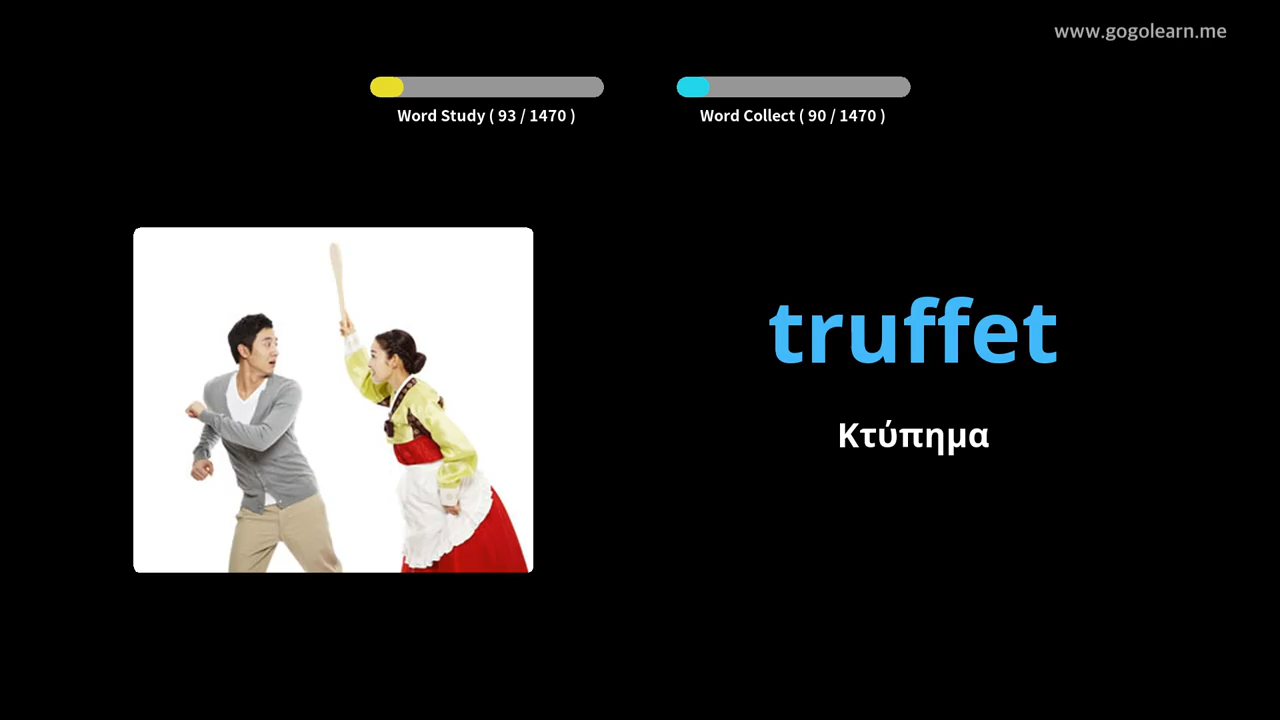 www.gogolearn.me
Word Study ( 93 / 1470 )
Word Collect ( 90 / 1470 )
truffet
Κτύπημα